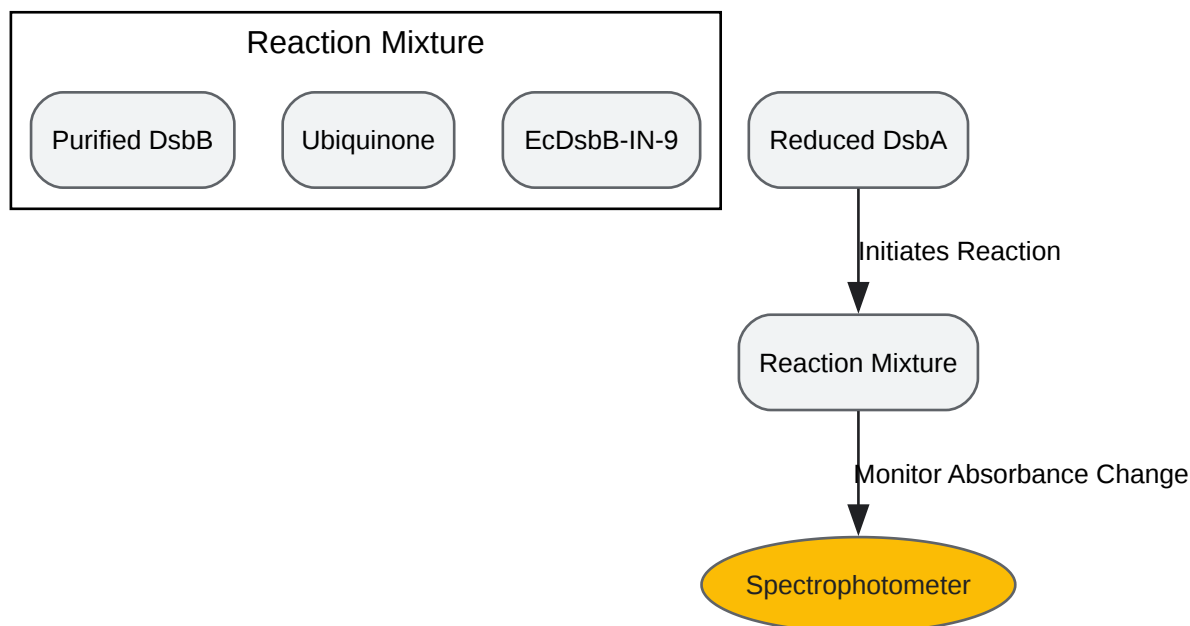 Reaction Mixture
Purified DsbB
Ubiquinone
EcDsbB-IN-9
Reduced DsbA
Initiates Reaction
Reaction Mixture
Monitor Absorbance Change
Spectrophotometer